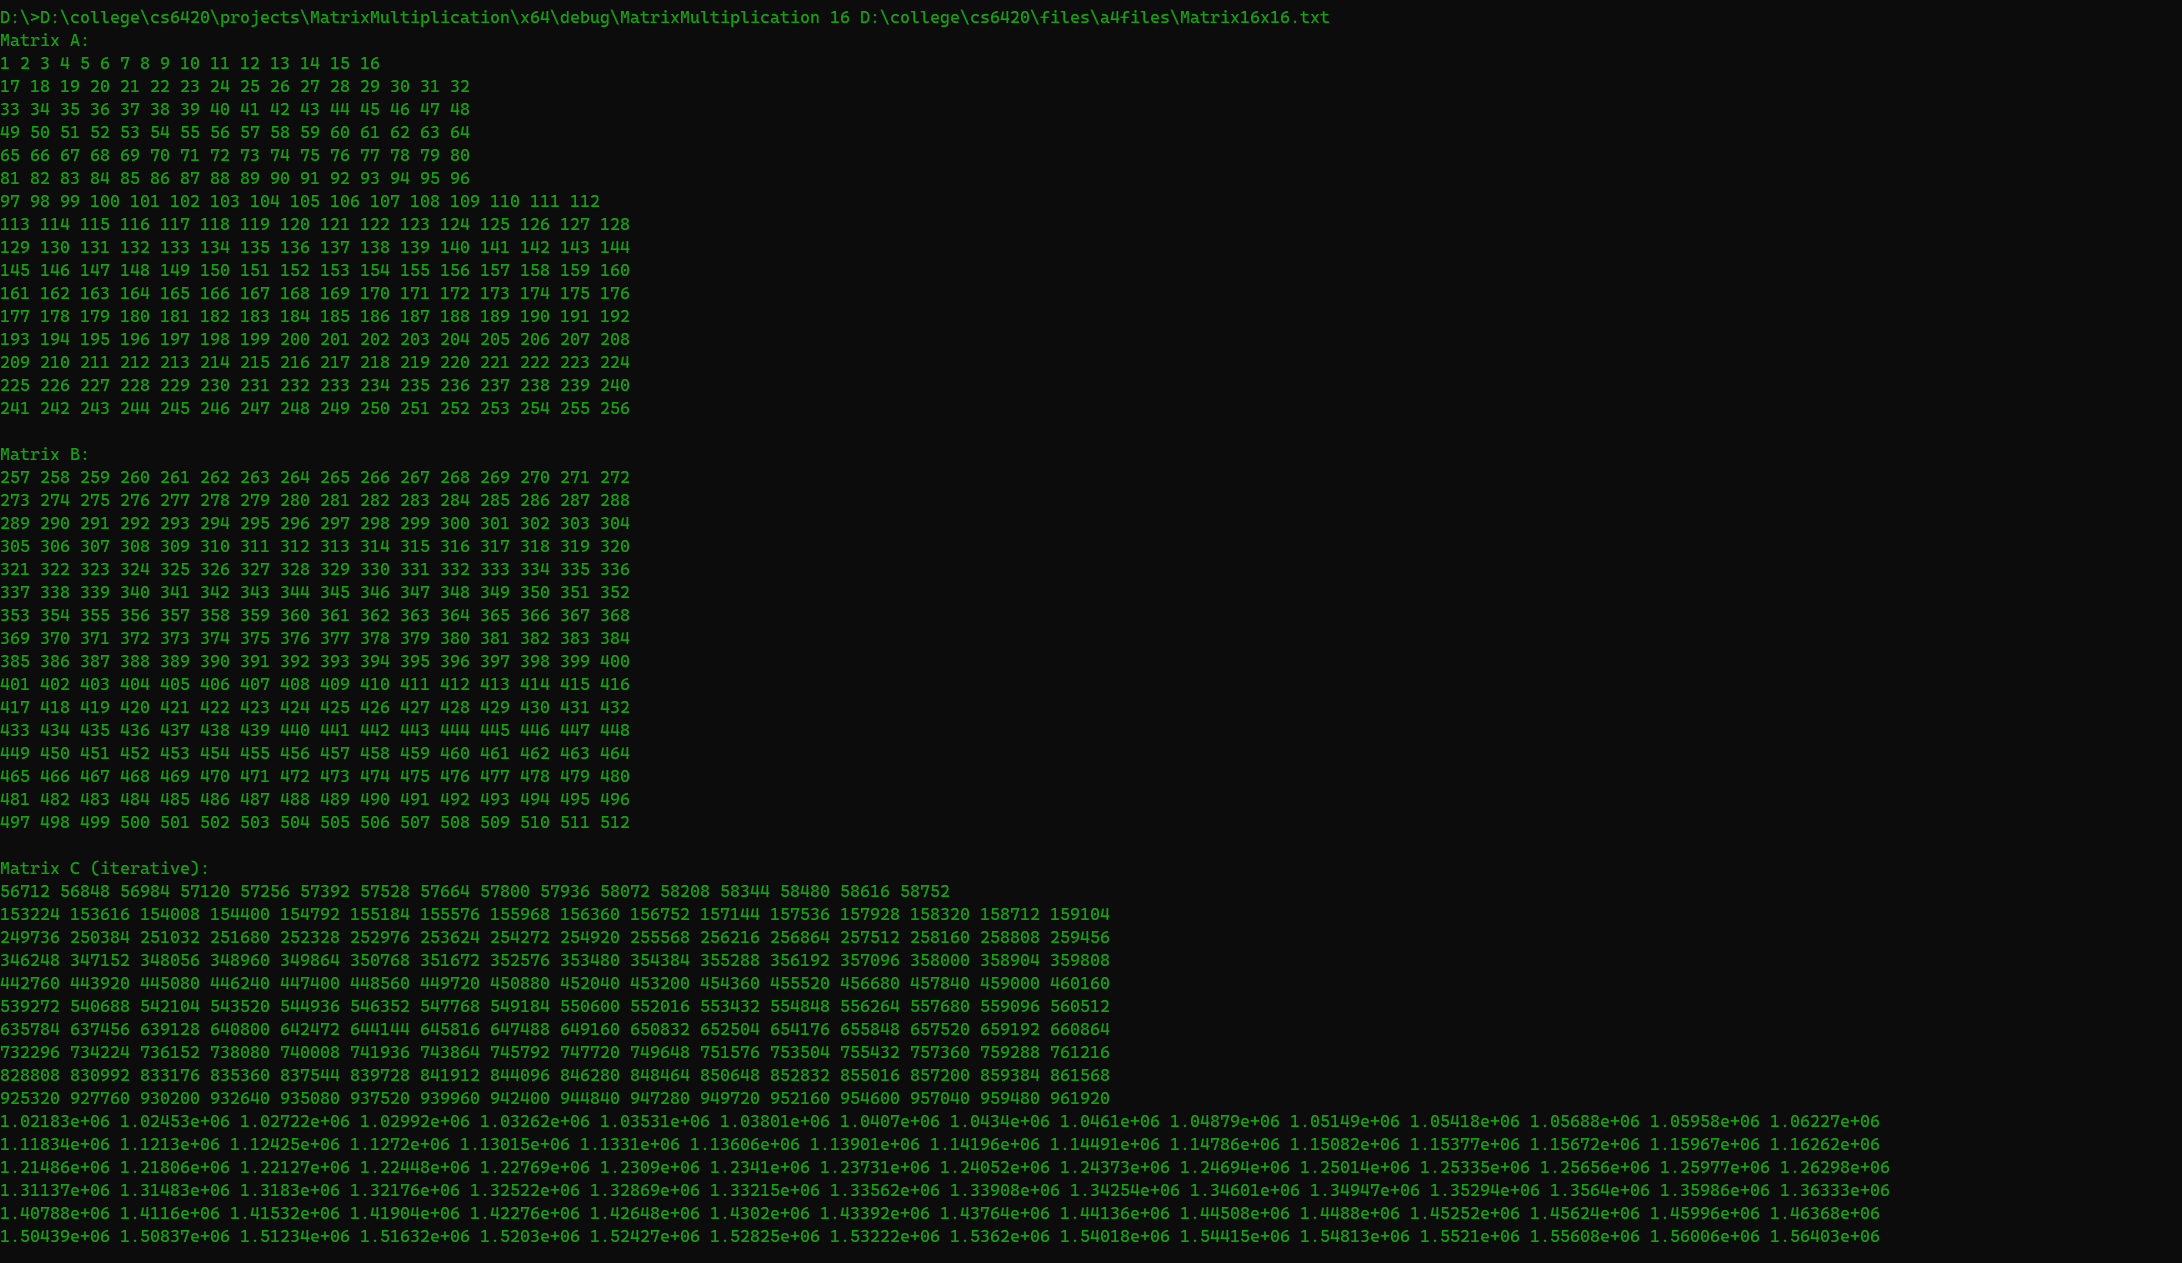 D:\>D:\college\cs6420\projects\MatrixMultiplication\x64\debug\MatrixMultiplication 16 D:\college\cs6420\files\a4files\Matrix16x16.txt
Matrix A:
1 2 3 4 5 6 7 8 9 10 11 12 13 14 15 16
17 18 19 20 21 22 23 24 25 26 27 28 29 30 31 32
33 34 35 36 37 38 39 40 41 42 43 44 45 46 47 48
49 50 51 52 53 54 55 56 57 58 59 60 61 62 63 64
65 66 67 68 69 70 71 72 73 74 75 76 77 78 79 80
81 82 83 84 85 86 87 88 89 90 91 92 93 94 95 96
97 98 99 100 101 102 103 104 105 106 107 108 109 110 111 112
113 114 115 116 117 118 119 120 121 122 123 124 125 126 127 128
129 130 131 132 133 134 135 136 137 138 139 140 141 142 143 144
145 146 147 148 149 150 151 152 153 154 155 156 157 158 159 160
161 162 163 164 165 166 167 168 169 170 171 172 173 174 175 176
177 178 179 180 181 182 183 184 185 186 187 188 189 190 191 192
193 194 195 196 197 198 199 200 201 202 203 204 205 206 207 208
209 210 211 212 213 214 215 216 217 218 219 220 221 222 223 224
225 226 227 228 229 230 231 232 233 234 235 236 237 238 239 240
241 242 243 244 245 246 247 248 249 250 251 252 253 254 255 256
Matrix B:
257 258 259 260 261 262 263 264 265 266 267 268 269 270 271 272
273 274 275 276 277 278 279 280 281 282 283 284 285 286 287 288
289 290 291 292 293 294 295 296 297 298 299 300 301 302 303 304
305 306 307 308 309 310 311 312 313 314 315 316 317 318 319 320
321 322 323 324 325 326 327 328 329 330 331 332 333 334 335 336
337 338 339 340 341 342 343 344 345 346 347 348 349 350 351 352
353 354 355 356 357 358 359 360 361 362 363 364 365 366 367 368
369 370 371 372 373 374 375 376 377 378 379 380 381 382 383 384
385 386 387 388 389 390 391 392 393 394 395 396 397 398 399 400
401 402 403 404 405 406 407 408 409 410 411 412 413 414 415 416
417 418 419 420 421 422 423 424 425 426 427 428 429 430 431 432
433 434 435 436 437 438 439 440 441 442 443 444 445 446 447 448
449 450 451 452 453 454 455 456 457 458 459 460 461 462 463 464
465 466 467 468 469 470 471 472 473 474 475 476 477 478 479 480
481 482 483 484 485 486 487 488 489 490 491 492 493 494 495 496
497 498 499 500 501 502 503 504 505 506 507 508 509 510 511 512
Matrix C (iterative):
56712 56848 56984 57120 57256 57392 57528 57664 57800 57936 58072 58208 58344 58480 58616 58752
153224 153616 154008 154400 154792 155184 155576 155968 156360 156752 157144 157536 157928 158320 158712 159104
249736 250384 251032 251680 252328 252976 253624 254272 254920 255568 256216 256864 257512 258160 258808 259456
346248 347152 348056 348960 349864 350768 351672 352576 353480 354384 355288 356192 357096 358000 358904 359808
442760 443920 445080 446240 447400 448560 449720 450880 452040 453200 454360 455520 456680 457840 459000 460160
539272 540688 542104 543520 544936 546352 547768 549184 550600 552016 553432 554848 556264 557680 559096 560512
635784 637456 639128 640800 642472 644144 645816 647488 649160 650832 652504 654176 655848 657520 659192 660864
732296 734224 736152 738080 740008 741936 743864 745792 747720 749648 751576 753504 755432 757360 759288 761216
828808 830992 833176 835360 837544 839728 841912 844096 846280 848464 850648 852832 855016 857200 859384 861568
925320 927760 930200 932640 935080 937520 939960 942400 944840 947280 949720 952160 954600 957040 959480 961920
1.02183e+06 1.02453e+06 1.02722e+06 1.02992e+06 1.03262e+06 1.03531e+06 1.03801e+06 1.0407e+06 1.0434e+06 1.0461e+06 1.04879e+06 1.05149e+06 1.05418e+06 1.05688e+06 1.05958e+06 1.06227e+06
1.11834e+06 1.1213e+06 1.12425e+06 1.1272e+06 1.13015e+06 1.1331e+06 1.13606e+06 1.13901e+06 1.14196e+06 1.14491e+06 1.14786e+06 1.15082e+06 1.15377e+06 1.15672e+06 1.15967e+06 1.16262e+06
1.21486e+06 1.21806e+06 1.22127e+06 1.22448e+06 1.22769e+06 1.2309e+06 1.2341e+06 1.23731e+06 1.24052e+06 1.24373e+06 1.24694e+06 1.25014e+06 1.25335e+06 1.25656e+06 1.25977e+06 1.26298e+06
1.31137e+06 1.31483e+06 1.3183e+06 1.32176e+06 1.32522e+06 1.32869e+06 1.33215e+06 1.33562e+06 1.33908e+06 1.34254e+06 1.34601e+06 1.34947e+06 1.35294e+06 1.3564e+06 1.35986e+06 1.36333e+06
1.40788e+06 1.4116e+06 1.41532e+06 1.41904e+06 1.42276e+06 1.42648e+06 1.4302e+06 1.43392e+06 1.43764e+06 1.44136e+06 1.44508e+06 1.4488e+06 1.45252e+06 1.45624e+06 1.45996e+06 1.46368e+06
1.50439e+06 1.50837e+06 1.51234e+06 1.51632e+06 1.5203e+06 1.52427e+06 1.52825e+06 1.53222e+06 1.5362e+06 1.54018e+06 1.54415e+06 1.54813e+06 1.5521e+06 1.55608e+06 1.56006e+06 1.56403e+06